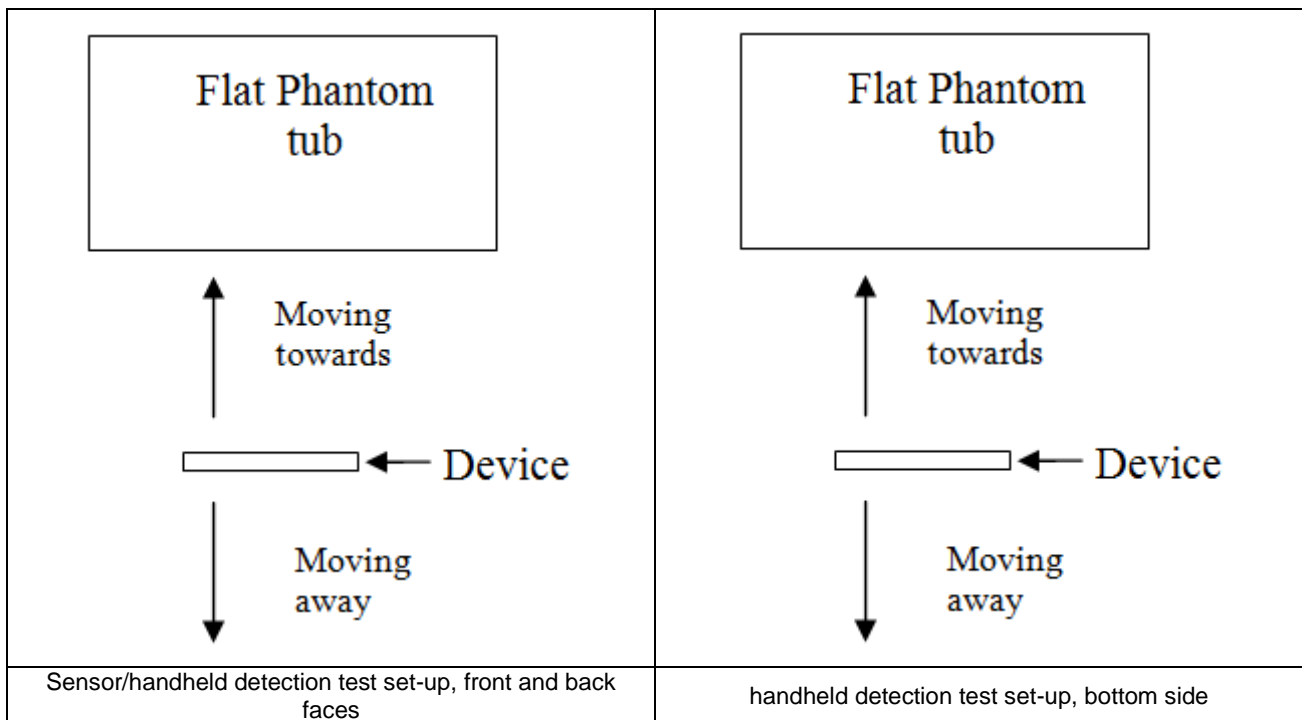 Flat Phantom
tub
Moving
towards
Device
Moving
away
Sensor/handheld detection test set-up, front and back
faces
Flat Phantom
tub
Moving
towards
Device
Moving
away
handheld detection test set-up, bottom side